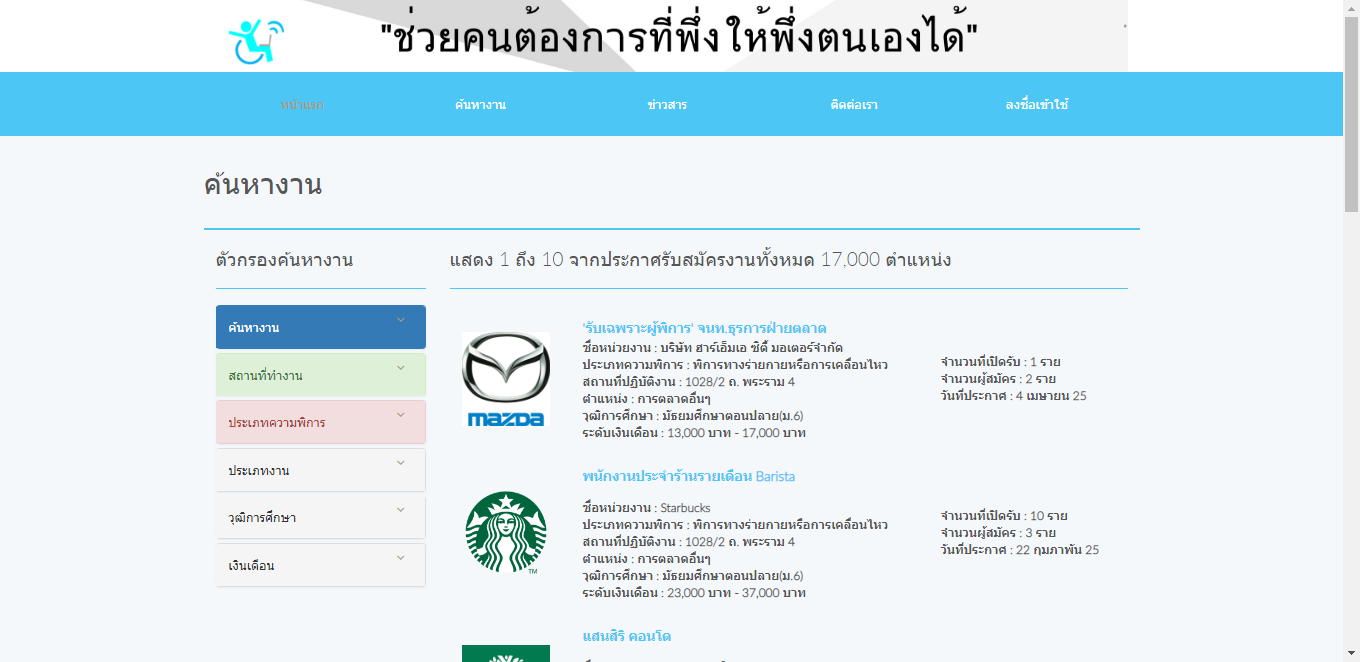 "ช่วยคนต้องการที่พึ่งให้พึ่งตนเองได้"
หน้าแรก
ค้นหางาน
ข่าวสาร
ติดต่อเรา
ลงชื่อเข้าใช้
ค้นหางาน
ตัวกรองค้นหางาน
ค้นหางาน
สถานที่ทำงาน
ประเภทความพิการ
ประเภทงาน
วุฒิการศึกษา
เงินเดือน
แสดง 1 ถึง 10 จากประกาศรับสมัครงานทั้งหมด 17,000 ตำแหน่ง
mazda
'รับเฉพาะผู้พิการ' จนท.ธุรการฝ่ายตลาด
ชื่อหน่วยงาน : บริษัท ฮาร์เอ็มเอ ซิตี้ มอเตอร์จำกัด
ประเภทความพิการ : พิการทางร่างกายหรือการเคลื่อนไหว
สถานที่ปฏิบัติงาน : 1028/2 ถ. พระราม 4
ตำแหน่ง : การตลาดอื่นๆ
วุฒิการศึกษา : มัธยมศึกษาตอนปลาย(ม.6)
ระดับเงินเดือน : 13,000 บาท - 17,000 บาท
จำนวนที่เปิดรับ : 1 ราย
จำนวนผู้สมัคร : 2 ราย
วันที่ประกาศ : 4 เมษายน 25
พนักงานประจำร้านรายเดือน Barista
ชื่อหน่วยงาน : Starbucks
ประเภทความพิการ : พิการทางร่างกายหรือการเคลื่อนไหว
สถานที่ปฏิบัติงาน : 1028/2 ถ. พระราม 4
ตำแหน่ง : การตลาดอื่นๆ
วุฒิการศึกษา : มัธยมศึกษาตอนปลาย(ม.6)
ระดับเงินเดือน : 23,000 บาท - 37,000 บาท
TM
จำนวนที่เปิดรับ : 10 ราย
จำนวนผู้สมัคร : 3 ราย
วันที่ประกาศ : 22 กุมภาพัน 25
แสนสิริ คอนโด